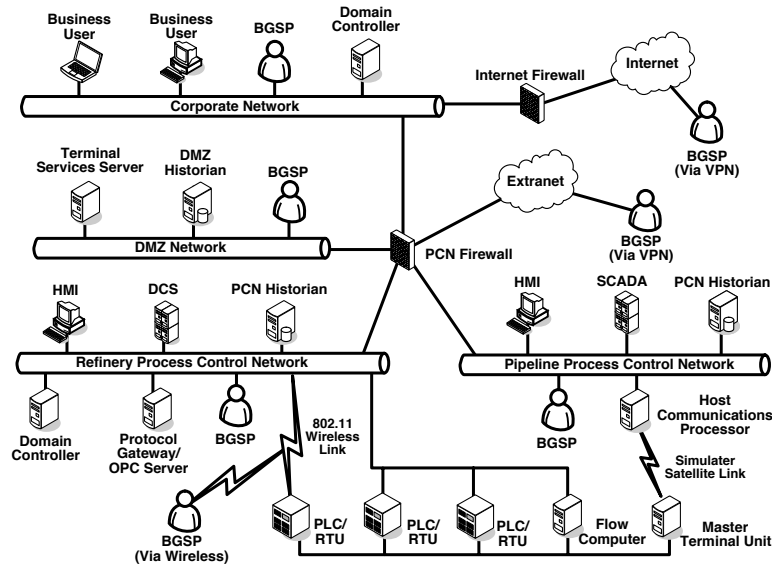 Business
User
Business
User
BGSP
Domain
Controller
Internet Firewall
Internet
Corporate Network
BGSP
(Via VPN)
Terminal
Services Server
DMZ
Historian
BGSP
Extranet
DMZ Network
PCN Firewall
BGSP
(Via VPN)
HMI
DCS
PCN Historian
HMI
SCADA
PCN Historian
Refinery Process Control Network
Pipeline Process Control Network
Domain
Controller
Protocol
Gateway/
OPC Server
BGSP
802.11
Wireless
Link
BGSP
Host
Communications
Processor
Simulater
Satellite Link
BGSP
(Via Wireless)
PLC/
RTU
PLC/
RTU
PLC/
RTU
Flow
Computer
Master
Terminal Unit